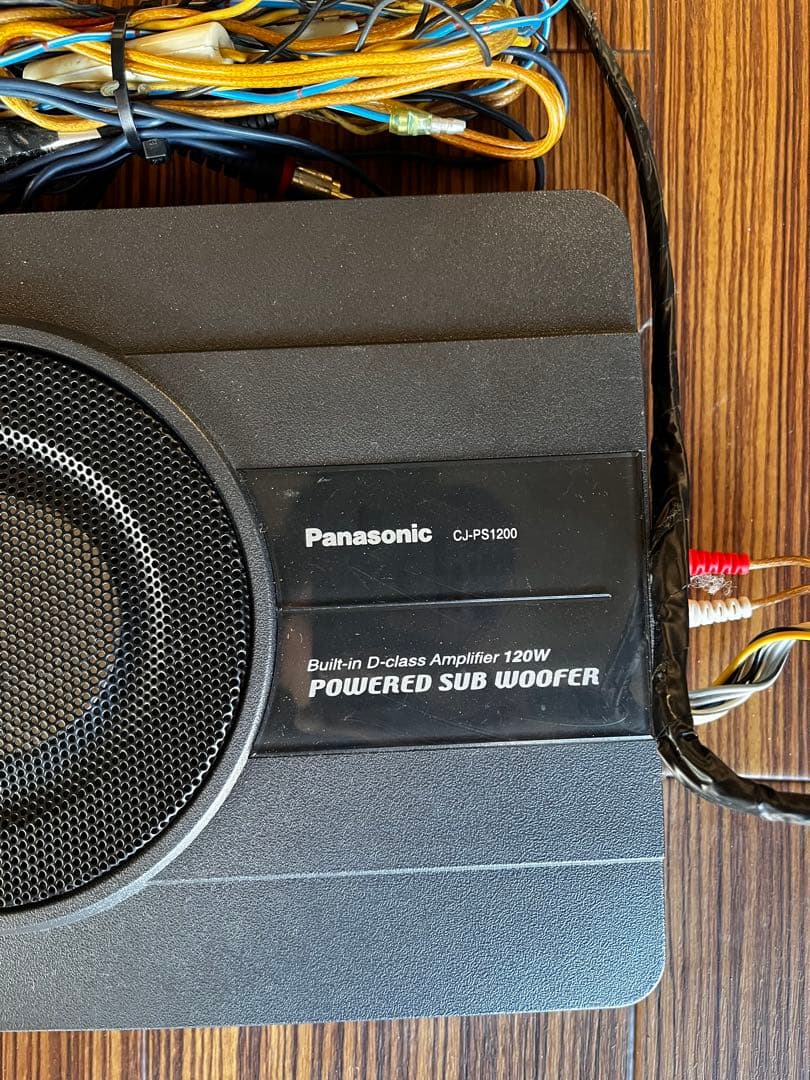 Panasonic CJ-PS1200
Built-in D-class Amplifier 120W
POWERED SUB WOOFER